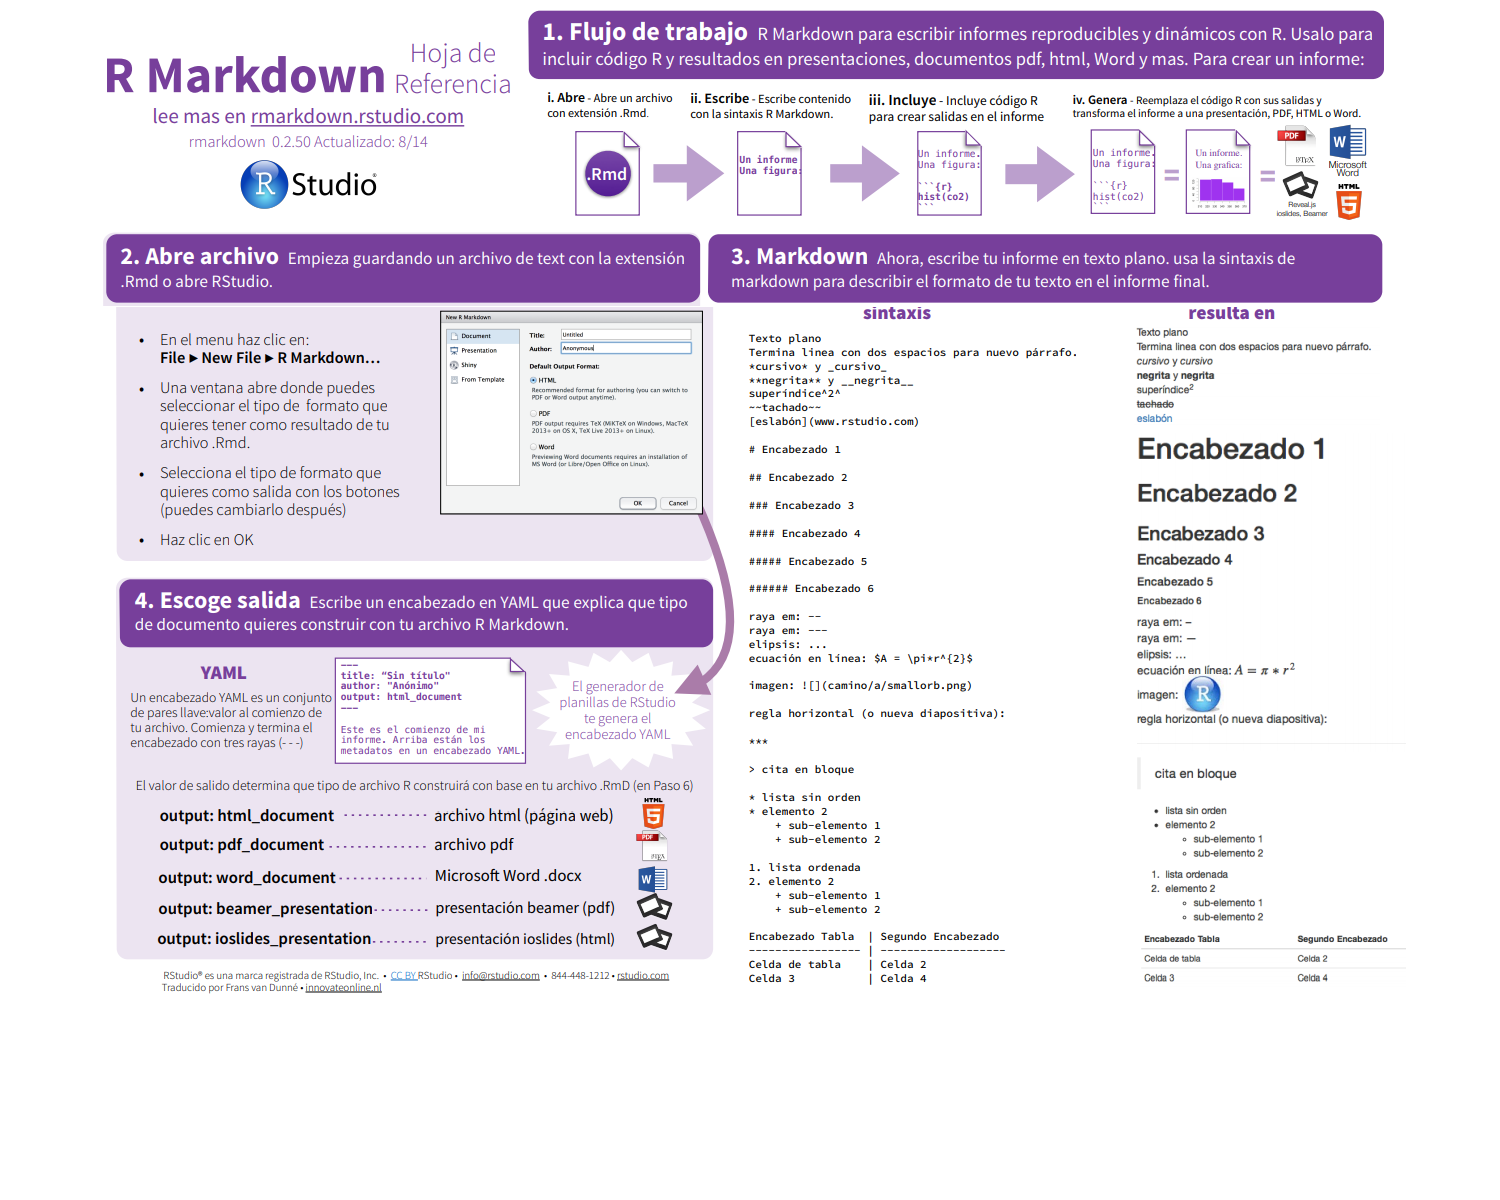 R Markdown
Hoja de
Referencia
lee mas en rmarkdown.rstudio.com
rmarkdown 0.2.50 Actualizado: 8/14
R Studio®
1. Flujo de trabajo R Markdown para escribir informes reproducibles y dinámicos con R. Usalo para
incluir código R y resultados en presentaciones, documentos pdf, html, Word y mas. Para crear un informe:
i. Abre - Abre un archivo
con extensión .Rmd.
ii. Escribe - Escribe contenido
con la sintaxis R Markdown.
iii. Incluye - Incluye código R
para crear salidas en el informe
iv. Genera - Reemplaza el código R con sus salidas y
transforma el informe a una presentación, PDF, HTML o Word.
.Rmd
Un informe
Una figura:
Un informe.
Una figura:
```{r}
hist(co2)
```
Un informe.
Una figura:
```{r}
hist(co2)
```
=
Un informe.
Una grafica:
=
PDF
LATEX
W
Microsoft
Word
Reveal.js
ioslides, Beamer
HTML
5
2. Abre archivo Empieza guardando un archivo de text con la extensión
.Rmd o abre RStudio.
• En el menu haz clic en:
File ▸ New File ▸ R Markdown…
• Una ventana abre donde puedes
seleccionar el tipo de formato que
quieres tener como resultado de tu
archivo .Rmd.
• Selecciona el tipo de formato que
quieres como salida con los botones
(puedes cambiarlo después)
• Haz clic en OK
New R Markdown
Document
Presentation
Shiny
From Template
Title: Untitled
Author: Anonymous
Default Output Format:
HTML
Recommended format for authoring (you can switch to
PDF or Word output anytime).
PDF
PDF output requires TeX (MiKTeX on Windows, MacTeX
2013+ on OS X, TeX Live 2013+ on Linux).
Word
Previewing Word documents requires an installation of
MS Word (or Libre/Open Office on Linux).
OK Cancel
4. Escoge salida Escribe un encabezado en YAML que explica que tipo
de documento quieres construir con tu archivo R Markdown.
YAML
Un encabezado YAML es un conjunto
de pares llave:valor al comienzo de
tu archivo. Comienza y termina el
encabezado con tres rayas (- - -)
---
title: “Sin título"
author: "Anónimo"
output: html_document
---
Este es el comienzo de mi
informe. Arriba están los
metadatos en un encabezado YAML.
El generador de
planillas de RStudio
te genera el
encabezado YAML
El valor de salido determina que tipo de archivo R construirá con base en tu archivo .RmD (en Paso 6)
output: html_document archivo html (página web)
HTML
5
output: pdf_document archivo pdf
PDF
LATEX
output: word_document Microsoft Word .docx
W
output: beamer_presentation presentación beamer (pdf)
output: ioslides_presentation presentación ioslides (html)
RStudio® es una marca registrada de RStudio, Inc. • CC BY RStudio • info@rstudio.com • 844-448-1212 • rstudio.com
Traducido por Frans van Dunné • innovateonline.nl
3. Markdown Ahora, escribe tu informe en texto plano. usa la sintaxis de
markdown para describir el formato de tu texto en el informe final.
sintaxis
Texto plano
Termina linea con dos espacios para nuevo párrafo.
*cursivo* y _cursivo_
**negrita** y __negrita__
superíndice^2^
~~tachado~~
[eslabón](www.rstudio.com)
# Encabezado 1
## Encabezado 2
### Encabezado 3
#### Encabezado 4
##### Encabezado 5
###### Encabezado 6
raya em: --
raya em: ---
elipsis: ...
ecuación en línea: $A = \pi*r^{2}$
imagen: ![](camino/a/smallorb.png)
regla horizontal (o nueva diapositiva):
***
> cita en bloque
* lista sin orden
* elemento 2
+ sub-elemento 1
+ sub-elemento 2
1. lista ordenada
2. elemento 2
+ sub-elemento 1
+ sub-elemento 2
Encabezado Tabla | Segundo Encabezado
----------------- | -------------------
Celda de tabla | Celda 2
Celda 3 | Celda 4
resulta en
Texto plano
Termina linea con dos espacios para nuevo párrafo.
cursivo y cursivo
negrita y negrita
superíndice2
tachado
eslabón
Encabezado 1
Encabezado 2
Encabezado 3
Encabezado 4
Encabezado 5
Encabezado 6
raya em: –
raya em: —
elipsis: …
ecuación en línea: A = π ∗ r2
imagen: R
regla horizontal (o nueva diapositiva):
cita en bloque
• lista sin orden
• elemento 2
◦ sub-elemento 1
◦ sub-elemento 2
1. lista ordenada
2. elemento 2
◦ sub-elemento 1
◦ sub-elemento 2
Encabezado Tabla Segundo Encabezado
Celda de tabla Celda 2
Celda 3 Celda 4